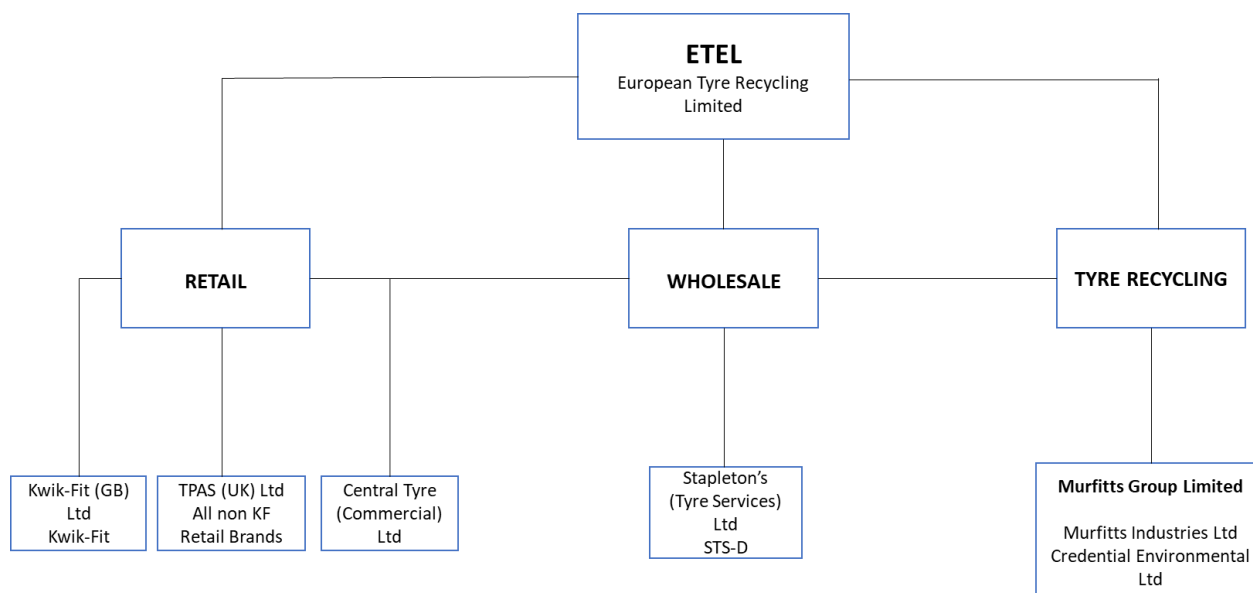 ETEL
European Tyre Recycling
Limited
RETAIL
WHOLESALE
TYRE RECYCLING
Kwik-Fit (GB)
Ltd
Kwik-Fit
TPAS (UK) Ltd
All non KF
Retail Brands
Central Tyre
(Commercial)
Ltd
Stapleton’s
(Tyre Services)
Ltd
STS-D
Murfitts Group Limited
Murfitts Industries Ltd
Credential Environmental
Ltd